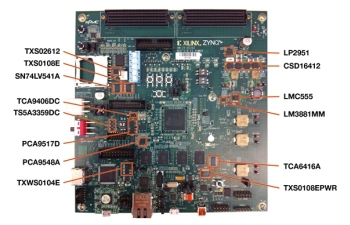 XILINX ZYNQ
TXS02612
TXS0108E
SN74LV541A
TCA9406DC
TS5A3359DC
PCA9517D
PCA9548A
TXWS0104E
LP2951
CSD16412
LMC555
LM3881MM
TCA6416A
TXS0108EPWR